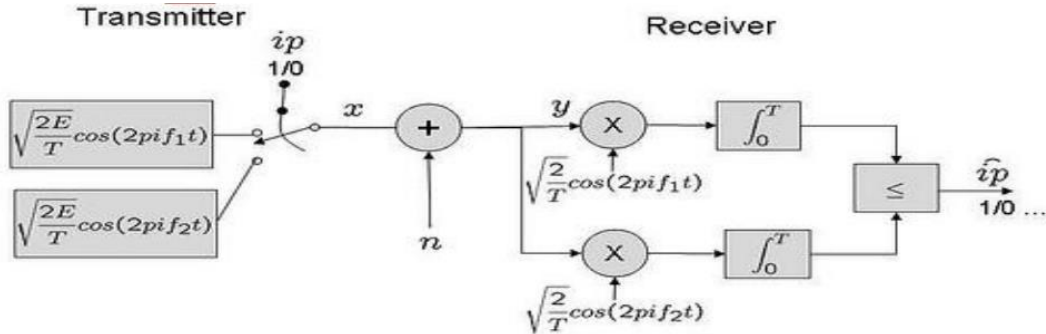 Transmitter
Receiver
ip
1/0
√(2E/T) cos(2pif₁t)
x
+
y
X
∫₀ᵀ
√(2/T) cos(2pif₁t)
√(2E/T) cos(2pif₂t)
n
≤
îp
1/0 ...
X
∫₀ᵀ
√(2/T) cos(2pif₂t)